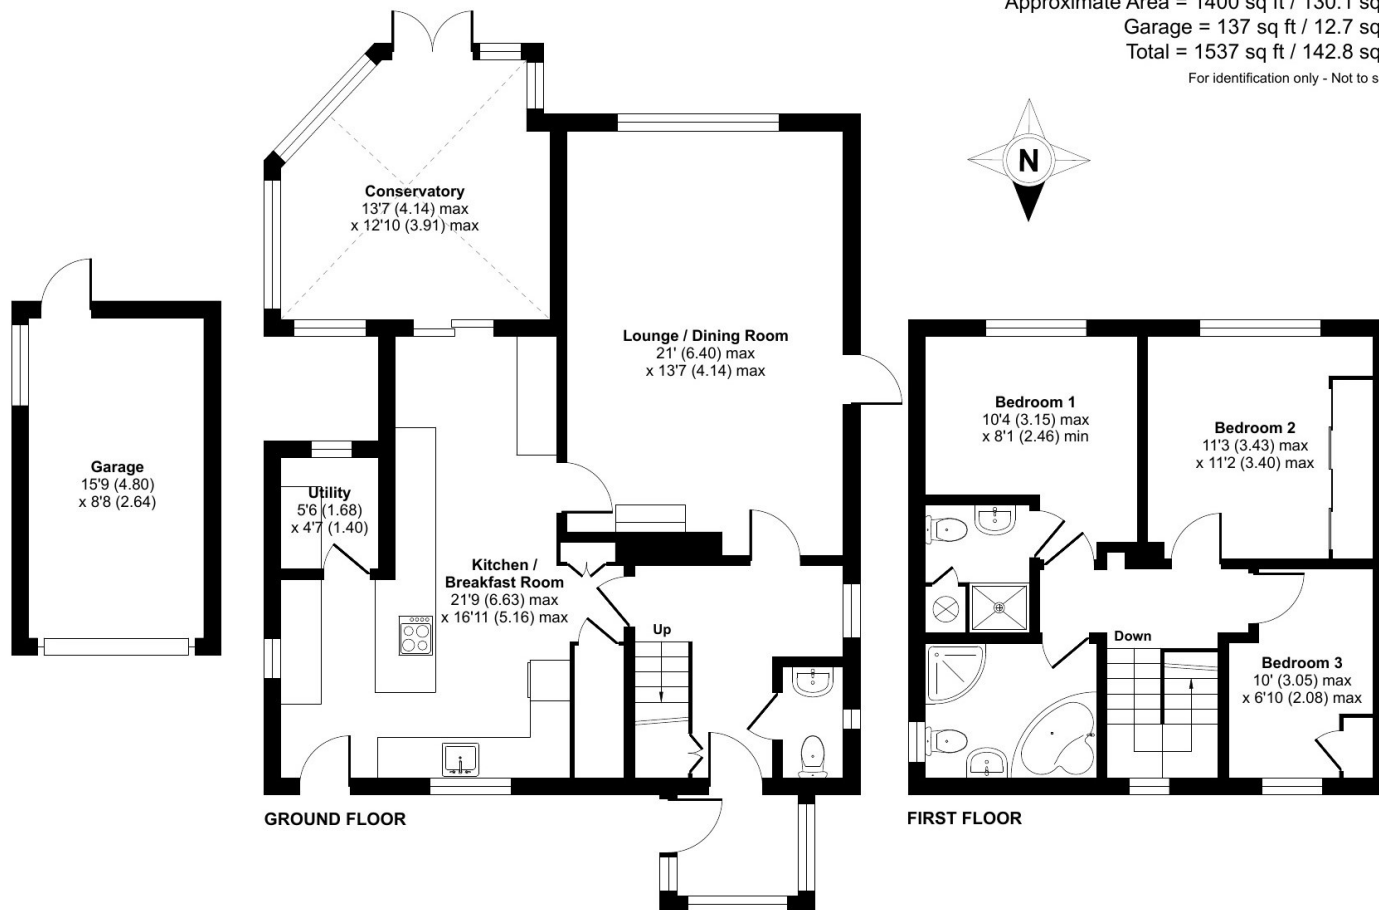 Approximate Area = 1400 sq ft / 130.1 sq
Garage = 137 sq ft / 12.7 sq
Total = 1537 sq ft / 142.8 sq
For identification only - Not to s
N
Conservatory
13'7 (4.14) max
x 12'10 (3.91) max
Lounge / Dining Room
21' (6.40) max
x 13'7 (4.14) max
Garage
15'9 (4.80)
x 8'8 (2.64)
Utility
5'6 (1.68)
x 4'7 (1.40)
Kitchen /
Breakfast Room
21'9 (6.63) max
x 16'11 (5.16) max
Up
GROUND FLOOR
Bedroom 1
10'4 (3.15) max
x 8'1 (2.46) min
Bedroom 2
11'3 (3.43) max
x 11'2 (3.40) max
Down
Bedroom 3
10' (3.05) max
x 6'10 (2.08) max
FIRST FLOOR